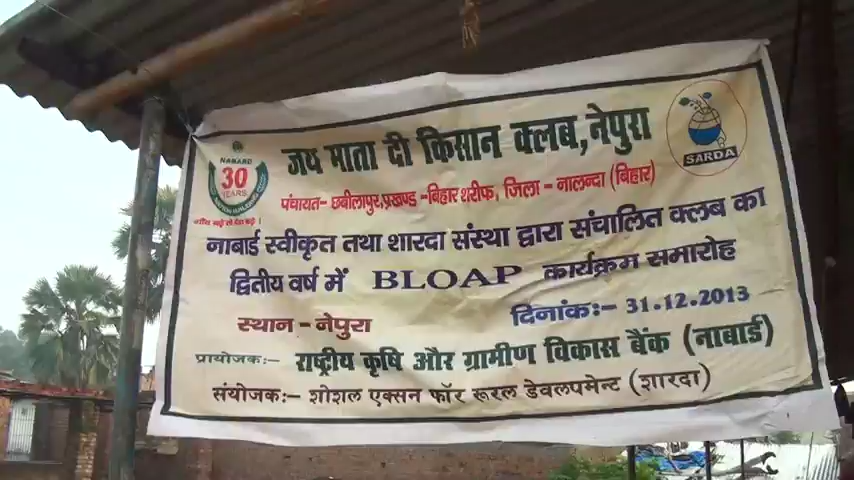 जय माता दी किसान क्लब, नेपुरा
NABARD
30
YEARS
SARDA
पंचायत- छबीलापुर, प्रखण्ड -बिहार शरीफ, जिला - नालन्दा (बिहार)
नाबार्ड स्वीकृत तथा शारदा संस्था द्वारा संचालित क्लब का
द्वितीय वर्ष में BLOAP कार्यक्रम समारोह
स्थान - नेपुरा
दिनांक:- 31.12.2013
प्रायोजक:- राष्ट्रीय कृषि और ग्रामीण विकास बैंक (नाबार्ड)
संयोजक:- शोशल एक्सन फॉर रूरल डेवलपमेन्ट (शारदा)